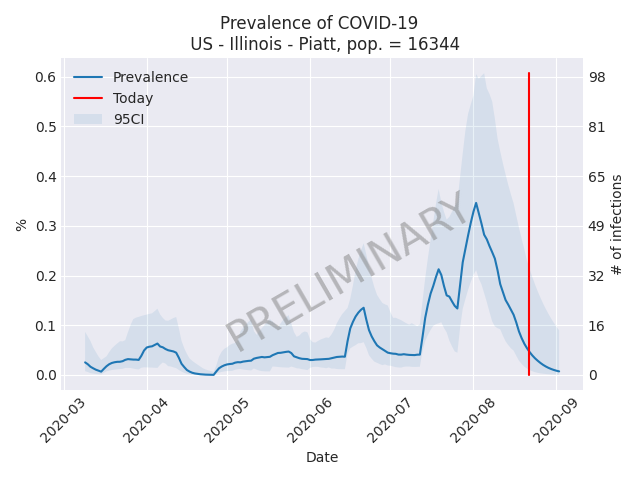 Prevalence of COVID-19
US - Illinois - Piatt, pop. = 16344
Prevalence
Today
95CI
PRELIMINARY
%
0.6
0.5
0.4
0.3
0.2
0.1
0.0
98
81
65
49
32
16
0
# of infections
2020-03
2020-04
2020-05
2020-06
2020-07
2020-08
2020-09
Date